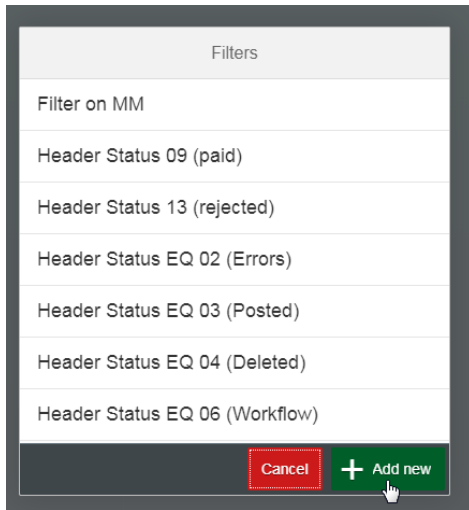 Filters
Filter on MM
Header Status 09 (paid)
Header Status 13 (rejected)
Header Status EQ 02 (Errors)
Header Status EQ 03 (Posted)
Header Status EQ 04 (Deleted)
Header Status EQ 06 (Workflow)
Cancel
Add new